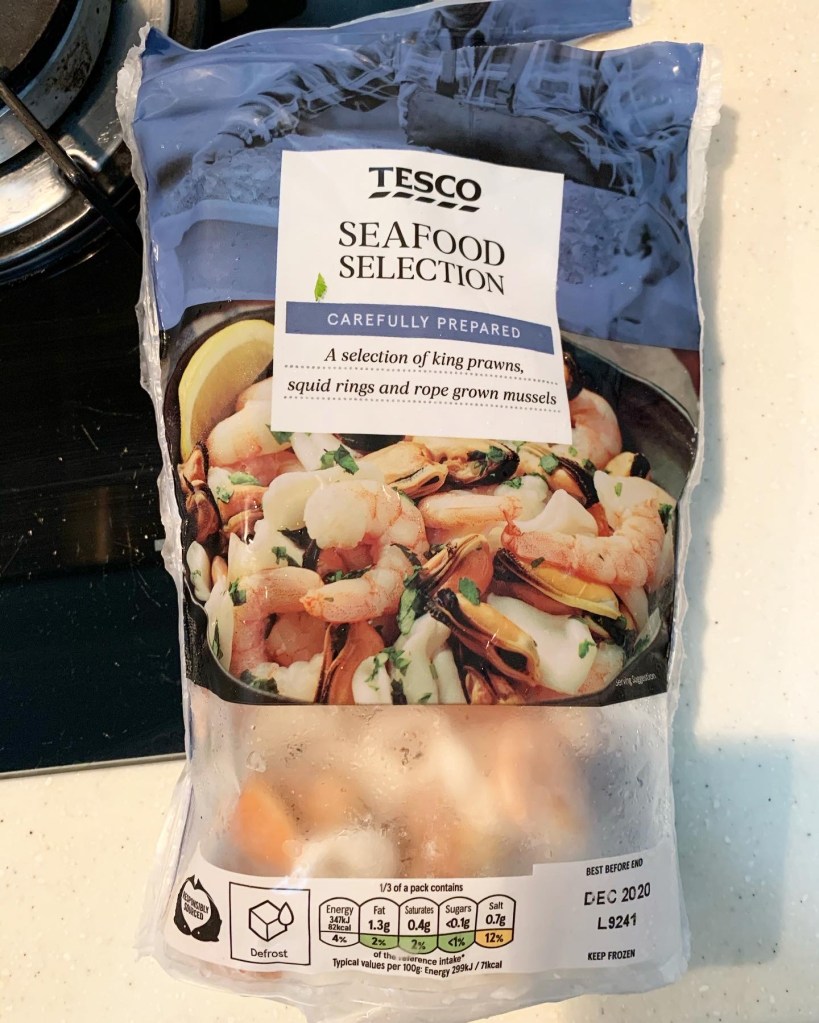 TESCO
SEAFOOD
SELECTION
CAREFULLY PREPARED
A selection of king prawns,
squid rings and rope grown mussels
Serving Suggestion
RESPONSIBLY
SOURCED
Defrost
1/3 of a pack contains
Energy Fat Saturates Sugars Salt
347kJ
82kcal 1.3g 0.4g <0.1g 0.7g
4% 2% 2% <1% 12%
of the reference intake*
Typical values per 100g: Energy 299kJ / 71kcal
BEST BEFORE END
DEC 2020
L9241
KEEP FROZEN